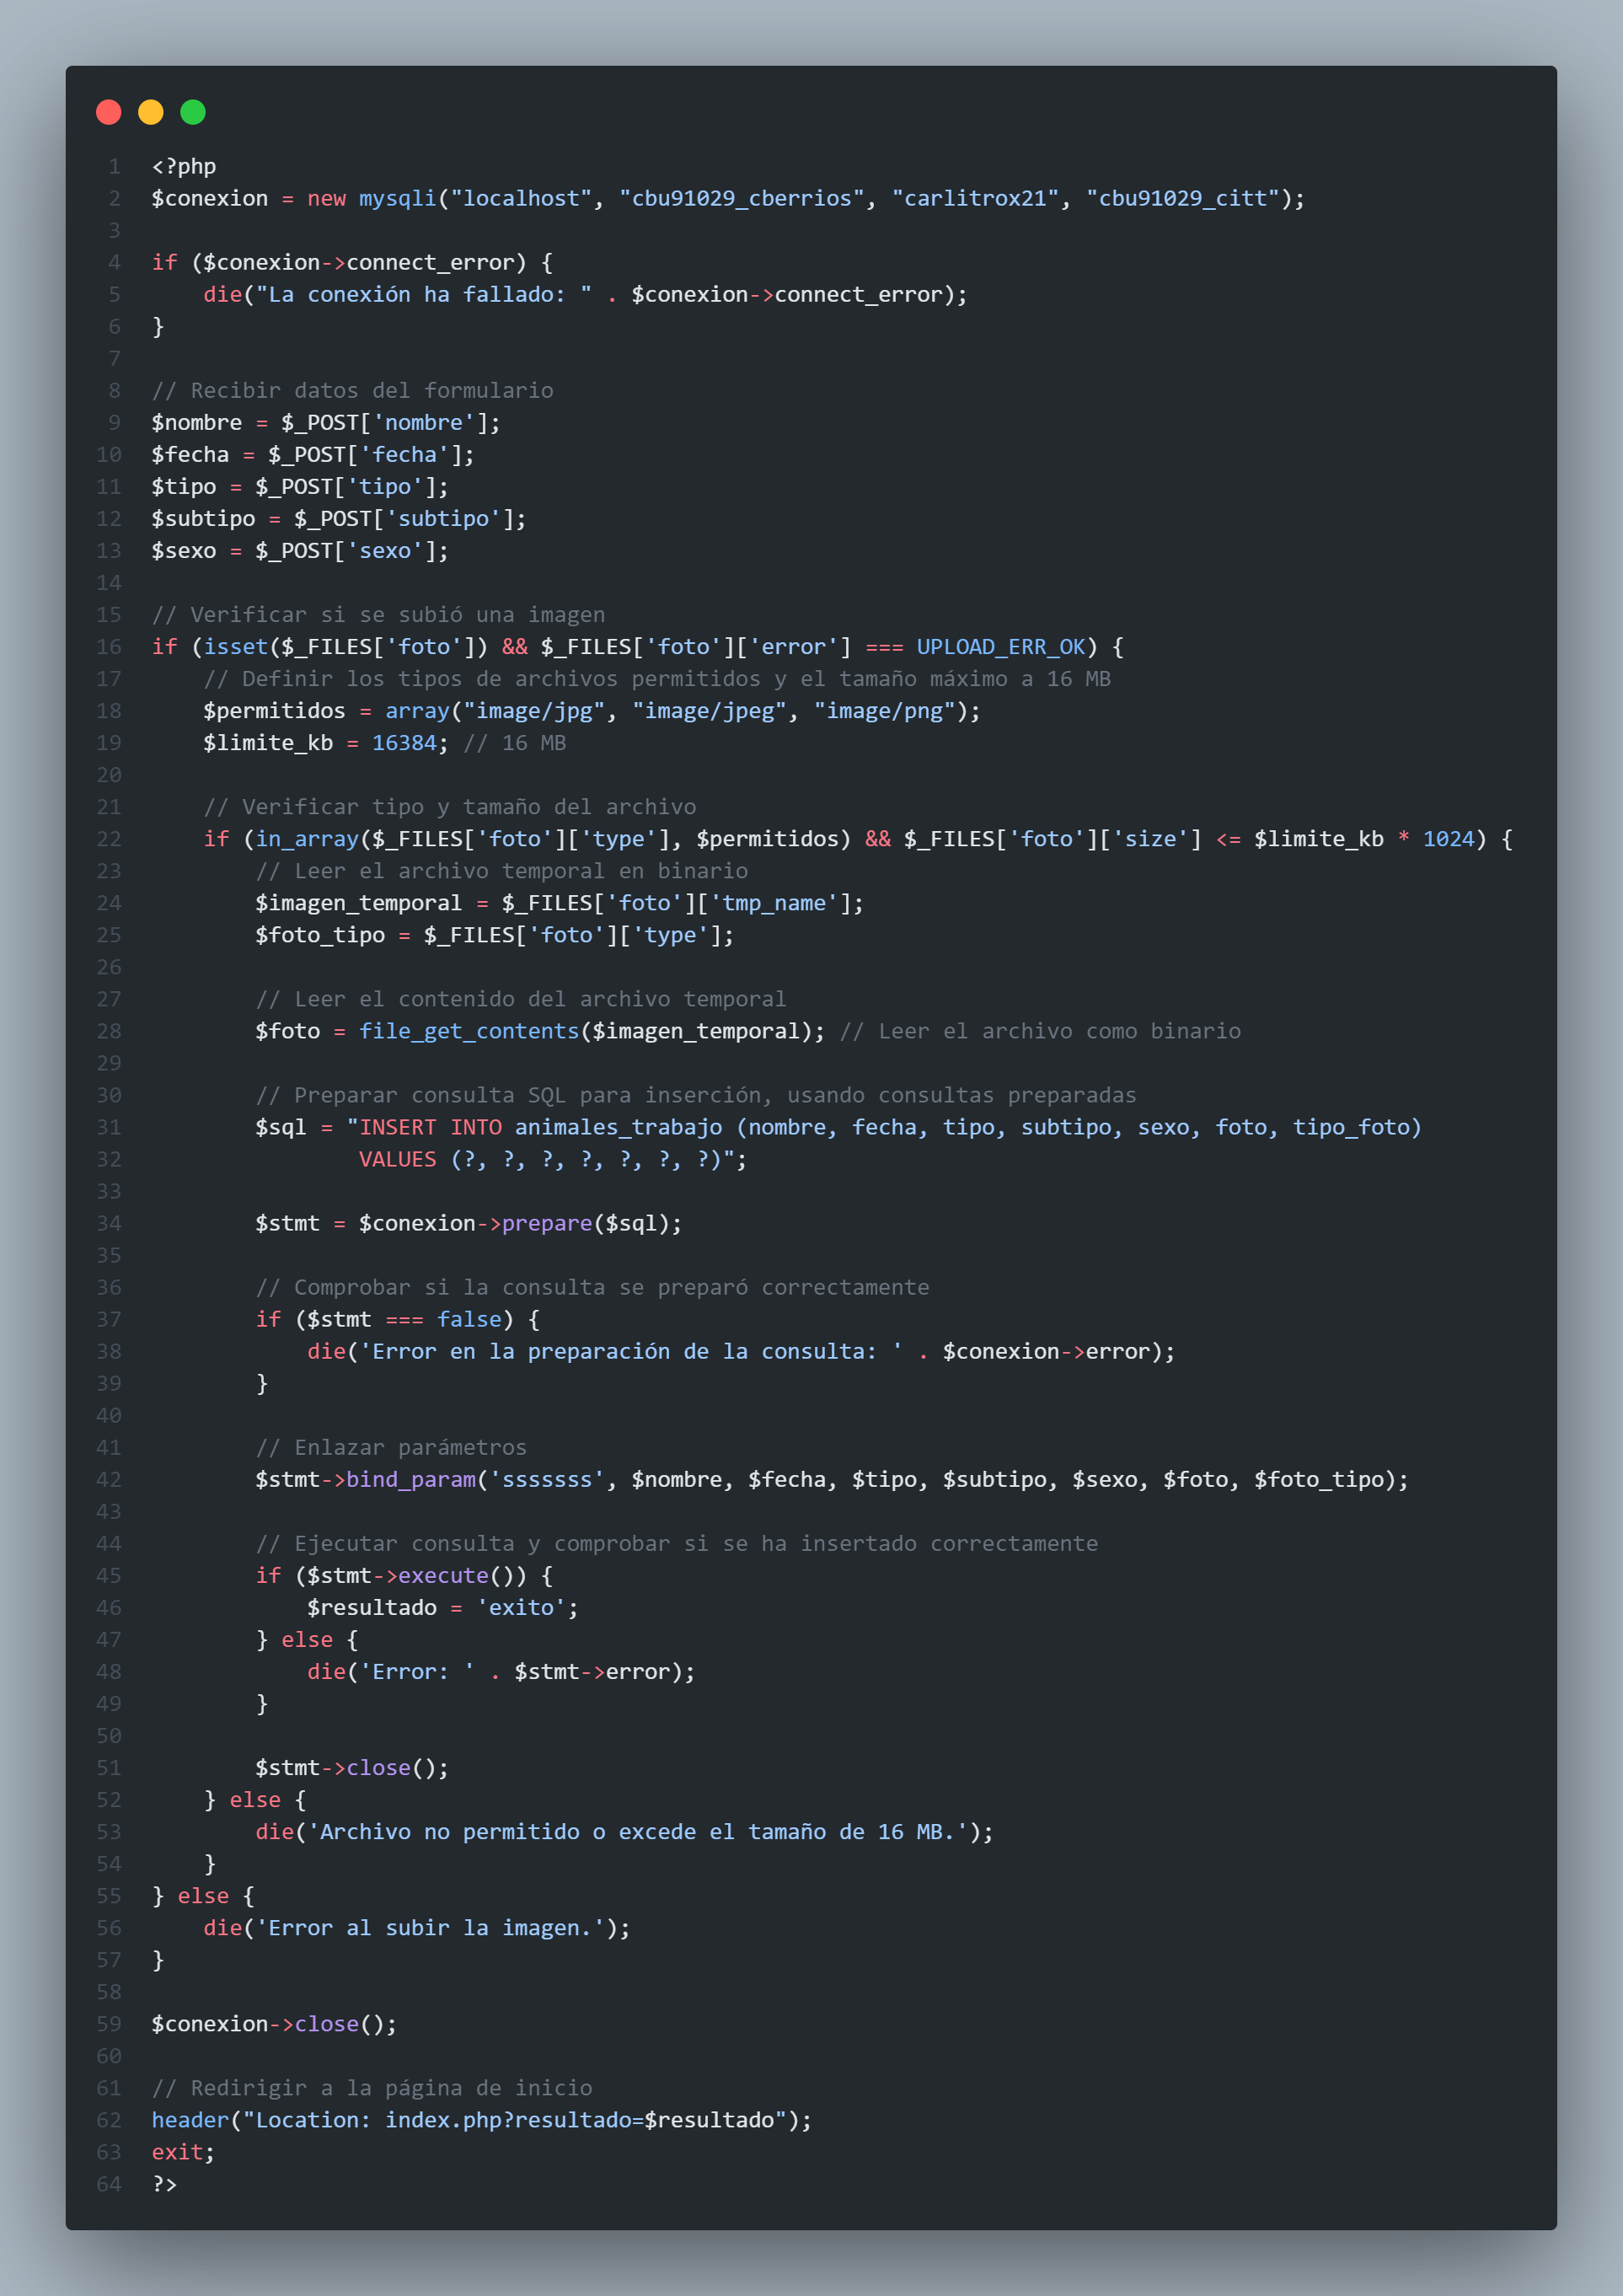 1 <?php
2 $conexion = new mysqli("localhost", "cbu91029_cberrios", "carlitrox21", "cbu91029_citt");
3
4 if ($conexion->connect_error) {
5     die("La conexión ha fallado: " . $conexion->connect_error);
6 }
7
8 // Recibir datos del formulario
9 $nombre = $_POST['nombre'];
10 $fecha = $_POST['fecha'];
11 $tipo = $_POST['tipo'];
12 $subtipo = $_POST['subtipo'];
13 $sexo = $_POST['sexo'];
14
15 // Verificar si se subió una imagen
16 if (isset($_FILES['foto']) && $_FILES['foto']['error'] === UPLOAD_ERR_OK) {
17     // Definir los tipos de archivos permitidos y el tamaño máximo a 16 MB
18     $permitidos = array("image/jpg", "image/jpeg", "image/png");
19     $limite_kb = 16384; // 16 MB
20
21     // Verificar tipo y tamaño del archivo
22     if (in_array($_FILES['foto']['type'], $permitidos) && $_FILES['foto']['size'] <= $limite_kb * 1024) {
23         // Leer el archivo temporal en binario
24         $imagen_temporal = $_FILES['foto']['tmp_name'];
25         $foto_tipo = $_FILES['foto']['type'];
26
27         // Leer el contenido del archivo temporal
28         $foto = file_get_contents($imagen_temporal); // Leer el archivo como binario
29
30         // Preparar consulta SQL para inserción, usando consultas preparadas
31         $sql = "INSERT INTO animales_trabajo (nombre, fecha, tipo, subtipo, sexo, foto, tipo_foto)
32                 VALUES (?, ?, ?, ?, ?, ?, ?)";
33
34         $stmt = $conexion->prepare($sql);
35
36         // Comprobar si la consulta se preparó correctamente
37         if ($stmt === false) {
38             die('Error en la preparación de la consulta: ' . $conexion->error);
39         }
40
41         // Enlazar parámetros
42         $stmt->bind_param('sssssss', $nombre, $fecha, $tipo, $subtipo, $sexo, $foto, $foto_tipo);
43
44         // Ejecutar consulta y comprobar si se ha insertado correctamente
45         if ($stmt->execute()) {
46             $resultado = 'exito';
47         } else {
48             die('Error: ' . $stmt->error);
49         }
50
51         $stmt->close();
52     } else {
53         die('Archivo no permitido o excede el tamaño de 16 MB.');
54     }
55 } else {
56     die('Error al subir la imagen.');
57 }
58
59 $conexion->close();
60
61 // Redirigir a la página de inicio
62 header("Location: index.php?resultado=$resultado");
63 exit;
64 ?>